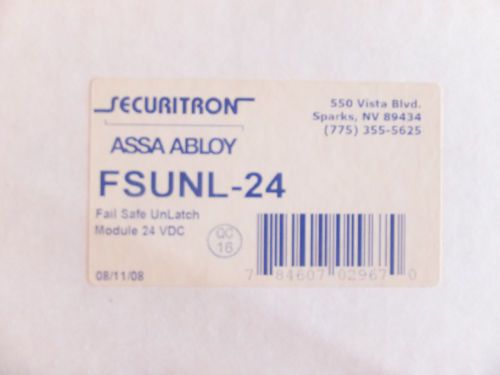 SECURITRON
ASSA ABLOY
550 Vista Blvd.
Sparks, NV 89434
(775) 355-5625
FSUNL-24
Fail Safe UnLatch
Module 24 VDC
QC
16
08/11/08
7 84607 02967 0